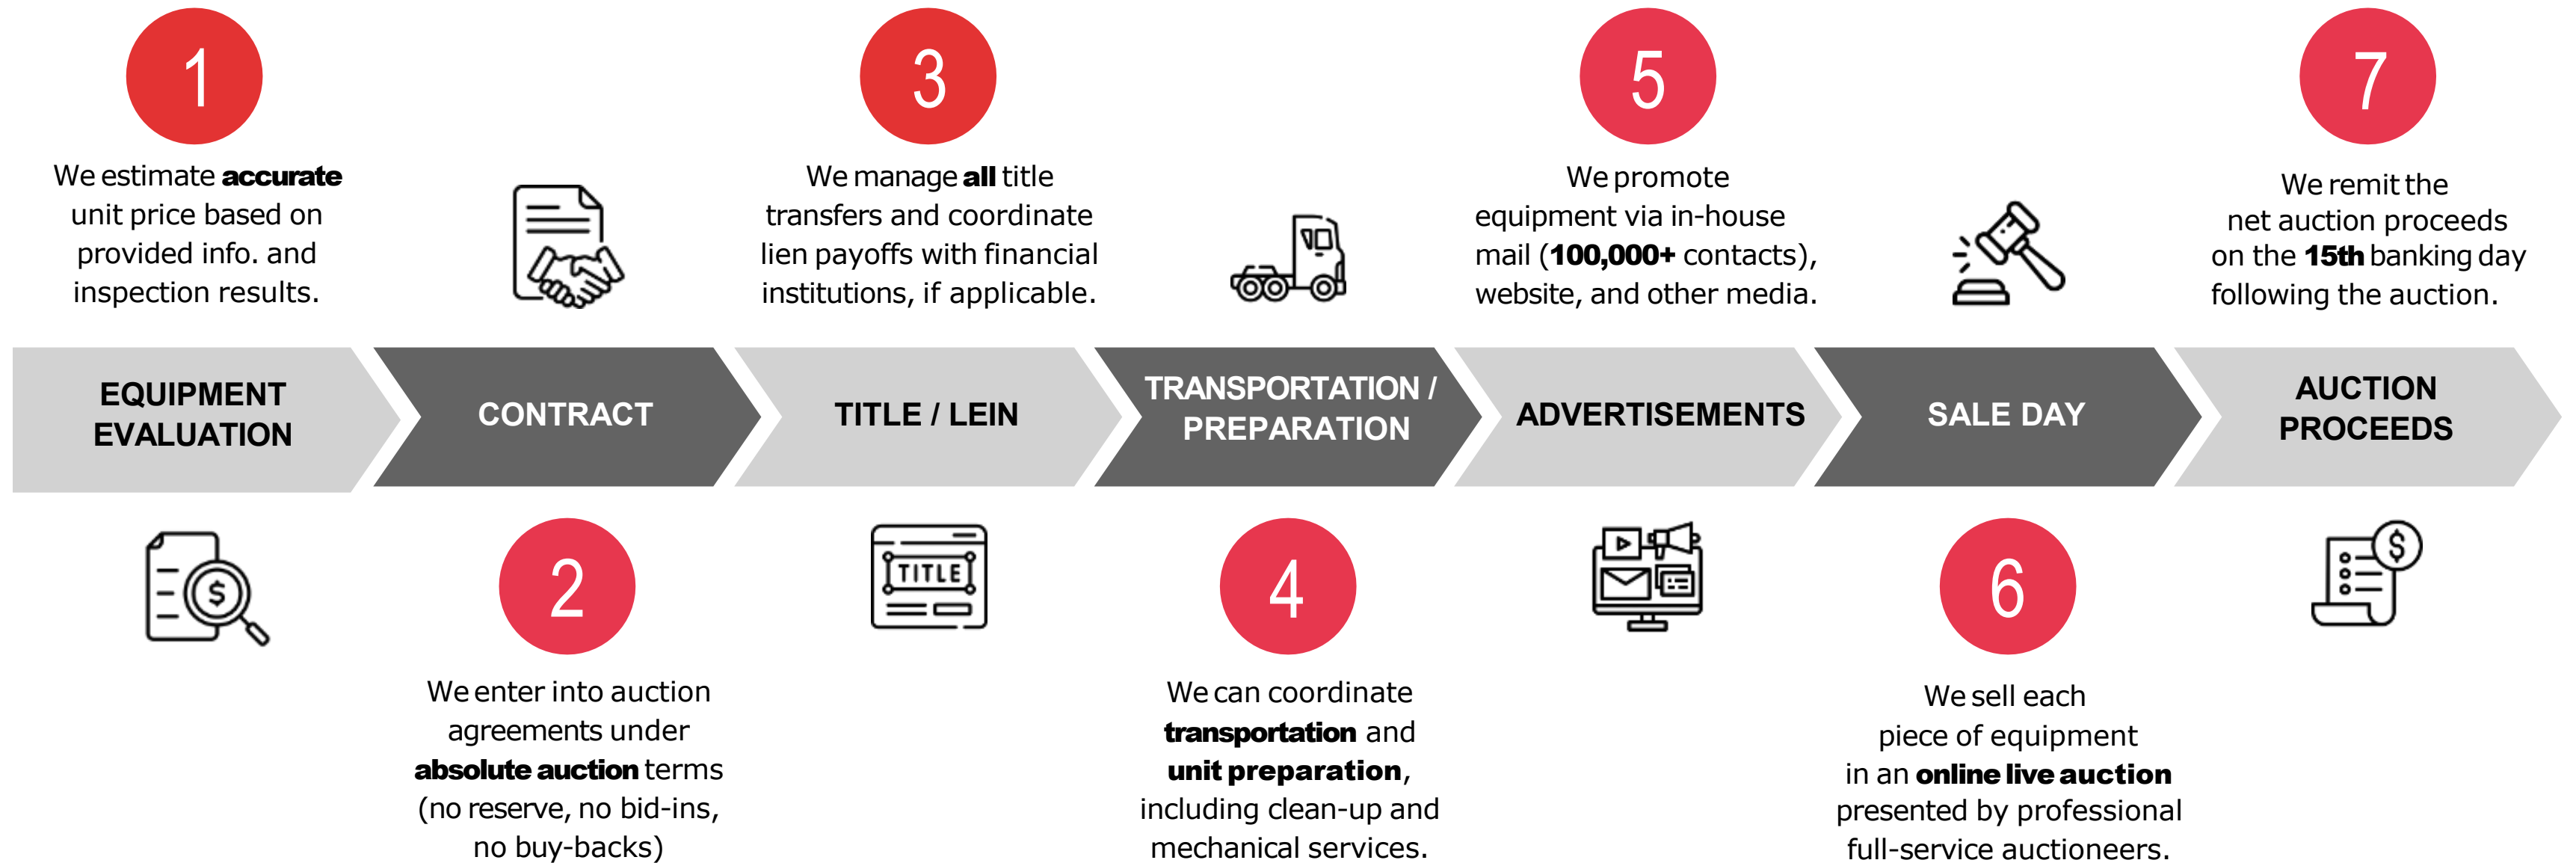 1
We estimate accurate
unit price based on
provided info. and
inspection results.
EQUIPMENT
EVALUATION
$
CONTRACT
2
We enter into auction
agreements under
absolute auction terms
(no reserve, no bid-ins,
no buy-backs)
3
We manage all title
transfers and coordinate
lien payoffs with financial
institutions, if applicable.
TITLE / LEIN
TITLE
TRANSPORTATION /
PREPARATION
4
We can coordinate
transportation and
unit preparation,
including clean-up and
mechanical services.
5
We promote
equipment via in-house
mail (100,000+ contacts),
website, and other media.
ADVERTISEMENTS
SALE DAY
6
We sell each
piece of equipment
in an online live auction
presented by professional
full-service auctioneers.
7
We remit the
net auction proceeds
on the 15th banking day
following the auction.
AUCTION
PROCEEDS
$